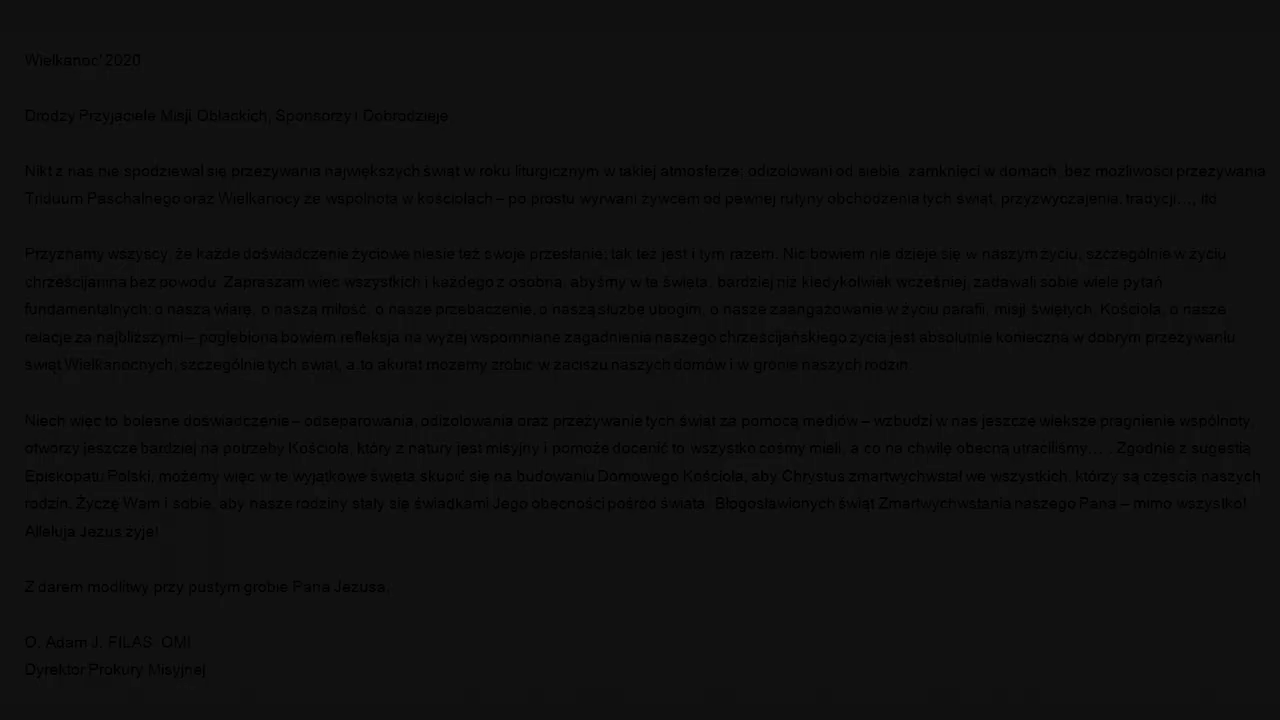 Wielkanoc' 2020
Drodzy Przyjaciele Misji Oblackich, Sponsorzy i Dobrodzieje
Nikt z nas nie spodziewał się przeżywania największych świąt w roku liturgicznym w takiej atmosferze: odizolowani od siebie, zamknięci w domach, bez możliwości przeżywania
Triduum Paschalnego oraz Wielkanocy że wspólnotą w kościołach – po prostu wyrwani żywcem od pewnej rutyny obchodzenia tych świąt, przyzwyczajenia, tradycji…, itd
Przyznamy wszyscy, że każde doświadczenie życiowe niesie też swoje przesłanie, tak też jest i tym razem. Nic bowiem nie dzieje się w naszym życiu, szczególnie w życiu
chrześcijanina bez powodu. Zapraszam więc wszystkich i każdego z osobna, abyśmy w te święta, bardziej niż kiedykolwiek wcześniej, zadawali sobie wiele pytań
fundamentalnych: o naszą wiarę, o naszą miłość, o nasze przebaczenie, o naszą służbę ubogim, o nasze zaangażowanie w życiu parafii, misji świętych, Kościoła, o nasze
relacje za najbliższymi – pogłębiona bowiem refleksja na wyżej wspomniane zagadnienia naszego chrześcijańskiego życia jest absolutnie konieczna w dobrym przeżywaniu
świąt Wielkanocnych, szczególnie tych świąt, a to akurat możemy zrobić w zaciszu naszych domów i w gronie naszych rodzin.
Niech więc to bolesne doświadczenie – odseparowania, odizolowania oraz przeżywanie tych świąt za pomocą mediów – wzbudzi w nas jeszcze większe pragnienie wspólnoty,
otworzy jeszcze bardziej na potrzeby Kościoła, który z natury jest misyjny i pomoże docenić to wszystko cośmy mieli, a co na chwilę obecną utraciliśmy… . Zgodnie z sugestią
Episkopatu Polski, możemy więc w te wyjątkowe święta skupić się na budowaniu Domowego Kościoła, aby Chrystus zmartwychwstał we wszystkich, którzy są częścią naszych
rodzin. Życzę Wam i sobie, aby nasze rodziny stały się świadkami Jego obecności pośród świata. Błogosławionych świąt Zmartwychwstania naszego Pana – mimo wszystko!
Alleluja Jezus żyje!
Z darem modlitwy przy pustym grobie Pana Jezusa,
O. Adam J. FILAS OMI
Dyrektor Prokury Misyjnej